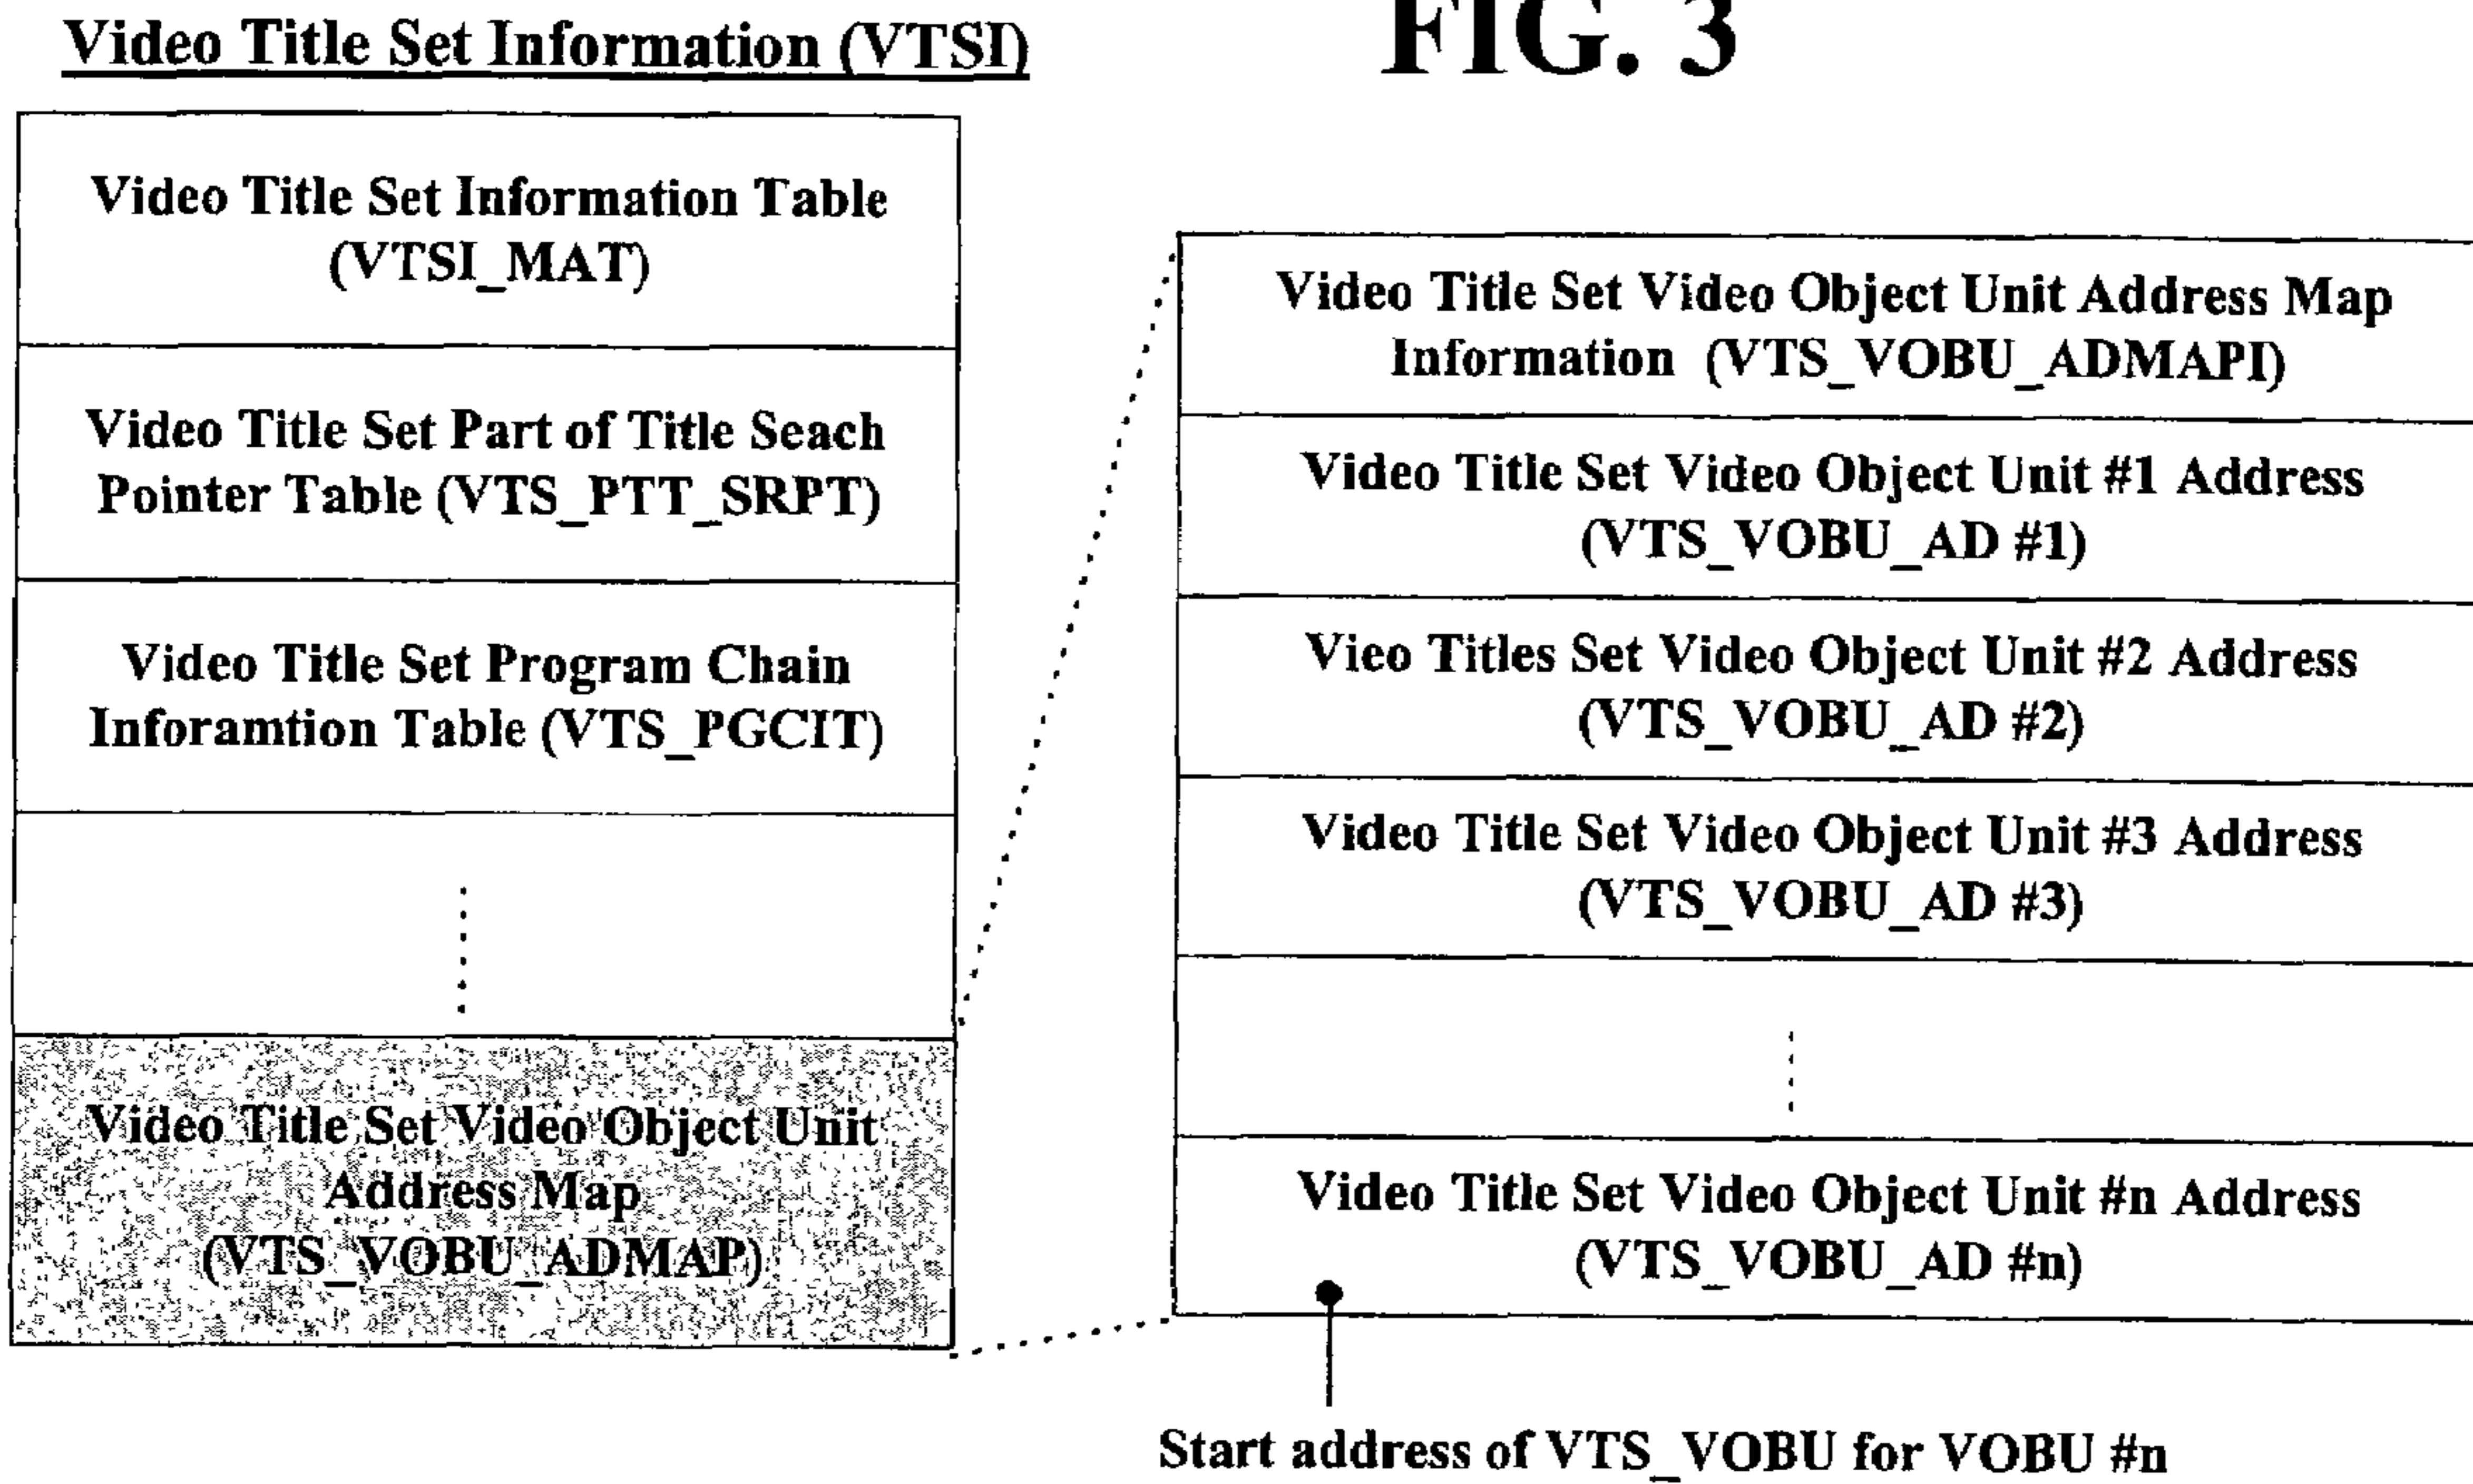 Video Title Set Information (VTSI)
FIG. 3
Video Title Set Information Table
(VTSI_MAT)
Video Title Set Part of Title Seach
Pointer Table (VTS_PTT_SRPT)
Video Title Set Program Chain
Inforamtion Table (VTS_PGCIT)
Video Title Set Video Object Unit
Address Map
(VTS_VOBU_ADMAP)
Video Title Set Video Object Unit Address Map
Information (VTS_VOBU_ADMAPI)
Video Title Set Video Object Unit #1 Address
(VTS_VOBU_AD #1)
Vieo Titles Set Video Object Unit #2 Address
(VTS_VOBU_AD #2)
Video Title Set Video Object Unit #3 Address
(VTS_VOBU_AD #3)
Video Title Set Video Object Unit #n Address
(VTS_VOBU_AD #n)
Start address of VTS_VOBU for VOBU #n